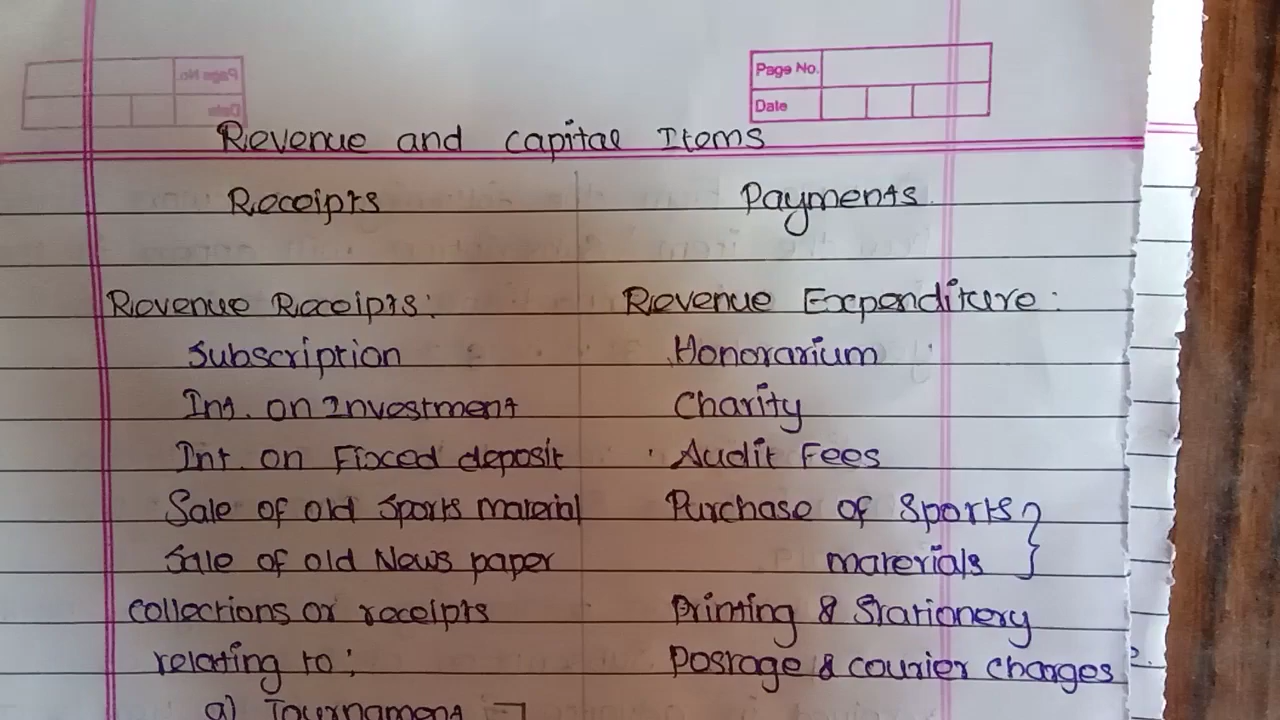 Page No.
Date
Revenue and capital Items
Receipts Payments
Revenue Receipts: Revenue Expenditure:
Subscription Honorarium
Int. on Investment Charity
Int. on Fixed deposit Audit Fees
Sale of old sports material Purchase of Sports
Sale of old News paper materials
collections or receipts Printing & Stationery
relating to: Postage & courier charges
a) Tournament